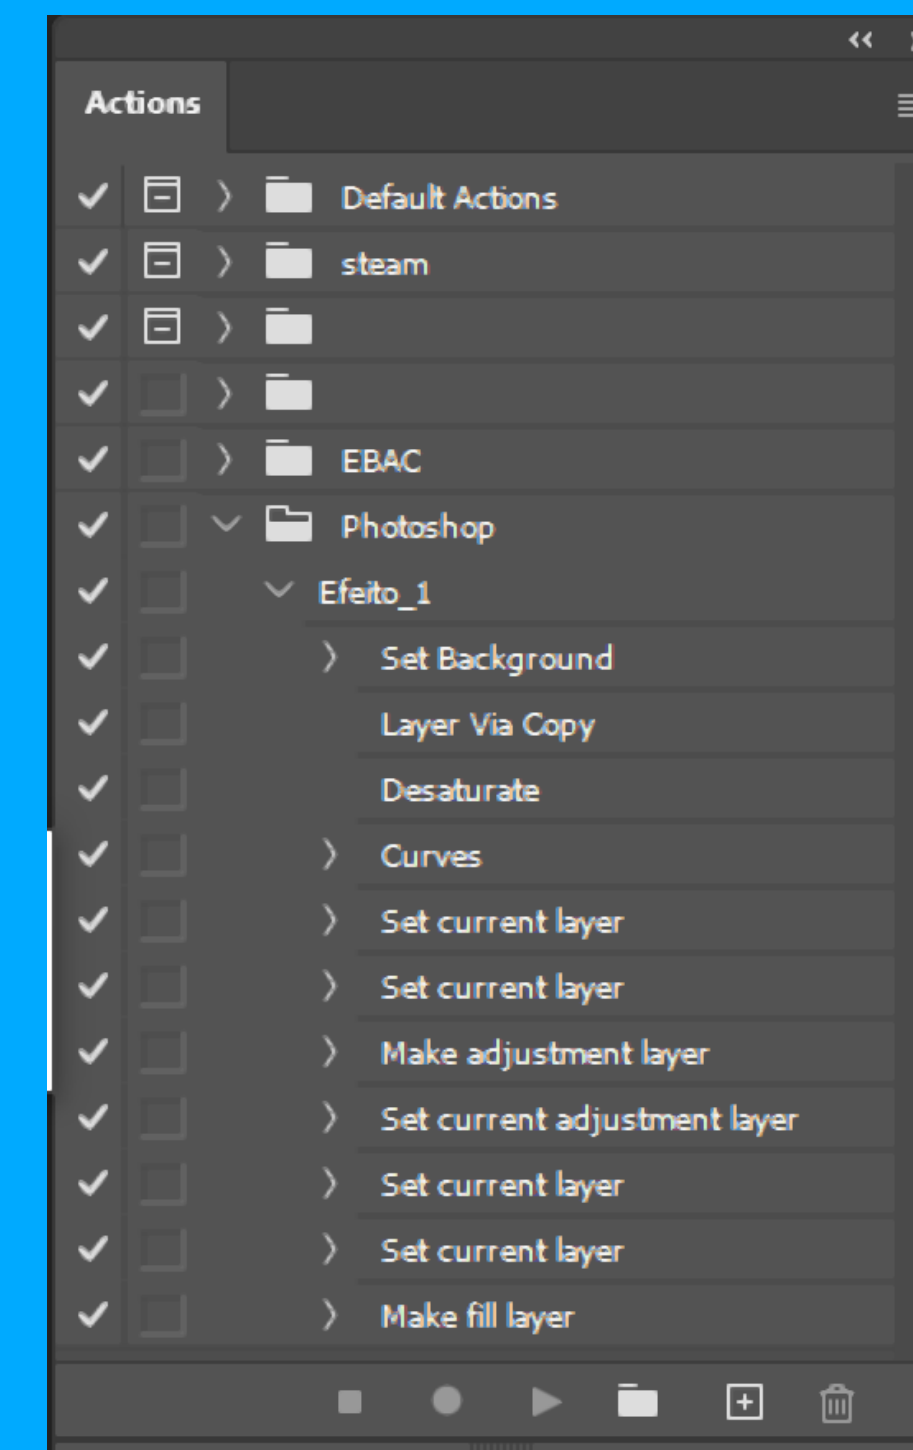 Actions
Default Actions
steam
EBAC
Photoshop
Efeito_1
Set Background
Layer Via Copy
Desaturate
Curves
Set current layer
Set current layer
Make adjustment layer
Set current adjustment layer
Set current layer
Set current layer
Make fill layer